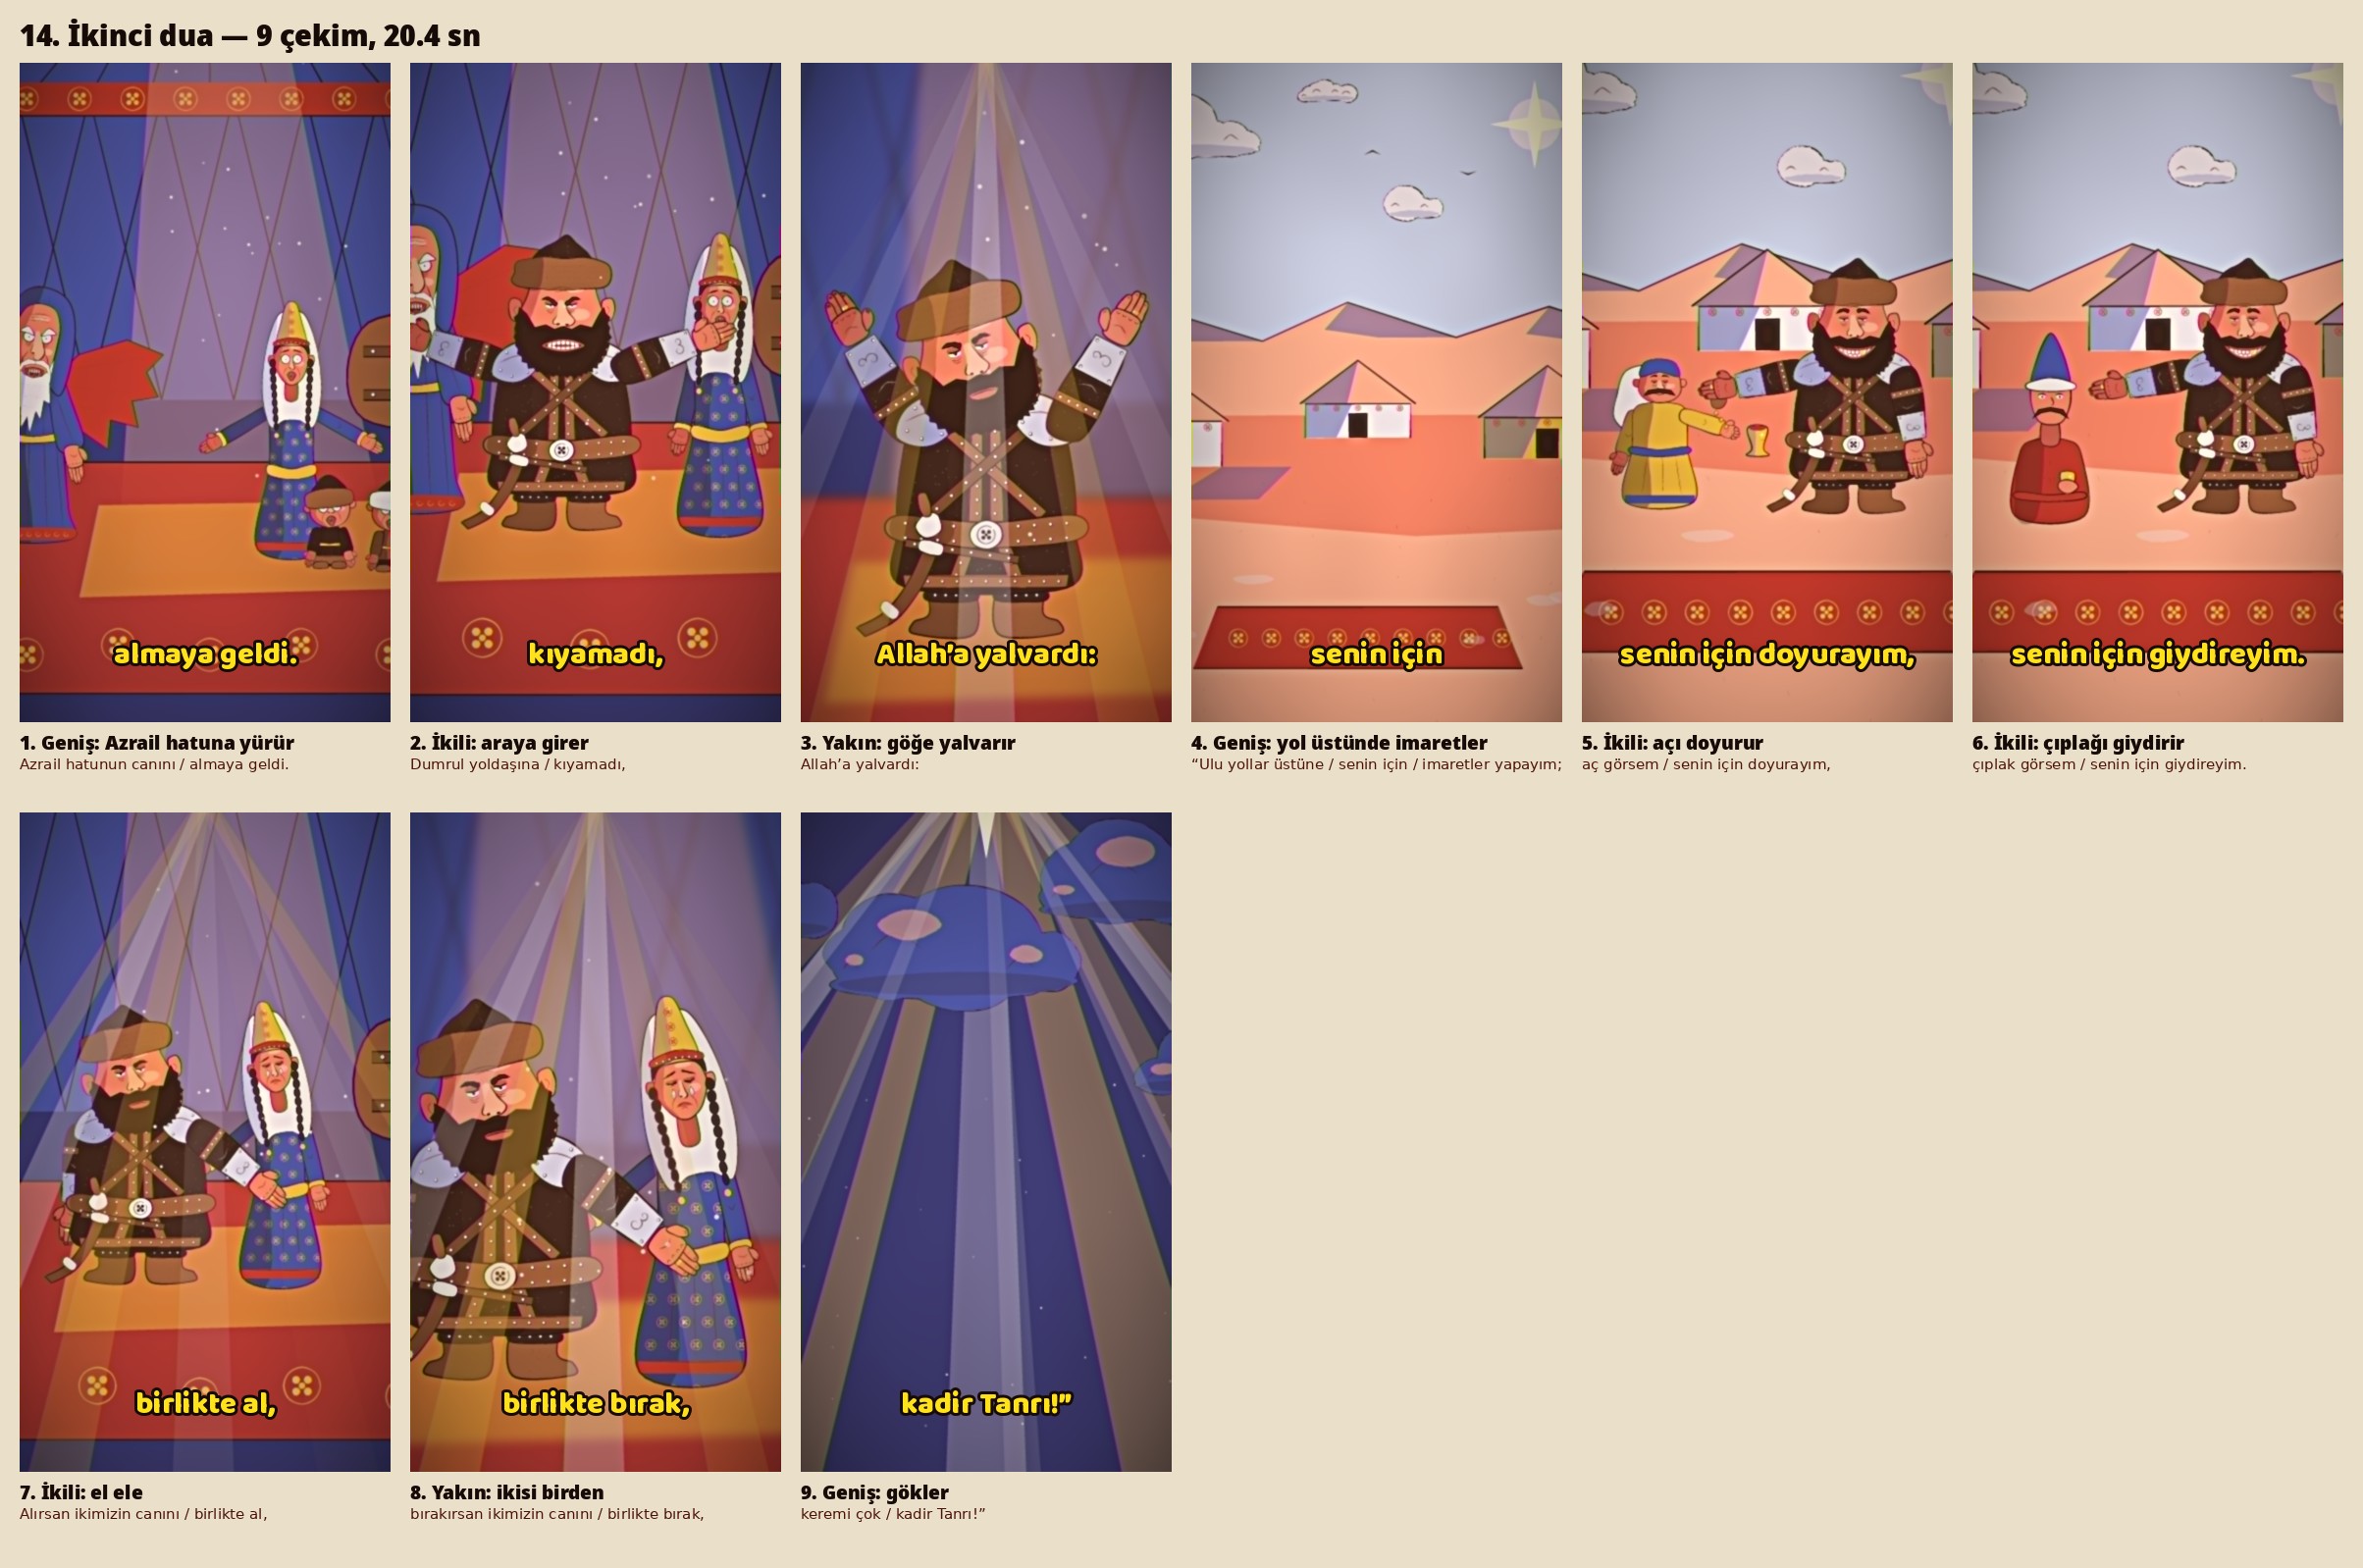 14. İkinci dua — 9 çekim, 20.4 sn
almaya geldi.
kıyamadı,
Allah’a yalvardı:
senin için
senin için doyurayım,
senin için giydireyim.
1. Geniş: Azrail hatuna yürür
Azrail hatunun canını / almaya geldi.
2. İkili: araya girer
Dumrul yoldaşına / kıyamadı,
3. Yakın: göğe yalvarır
Allah’a yalvardı:
4. Geniş: yol üstünde imaretler
“Ulu yollar üstüne / senin için / imaretler yapayım;
5. İkili: açı doyurur
aç görsem / senin için doyurayım,
6. İkili: çıplağı giydirir
çıplak görsem / senin için giydireyim.
birlikte al,
birlikte bırak,
kadir Tanrı!”
7. İkili: el ele
Alırsan ikimizin canını / birlikte al,
8. Yakın: ikisi birden
bırakırsan ikimizin canını / birlikte bırak,
9. Geniş: gökler
keremi çok / kadir Tanrı!”